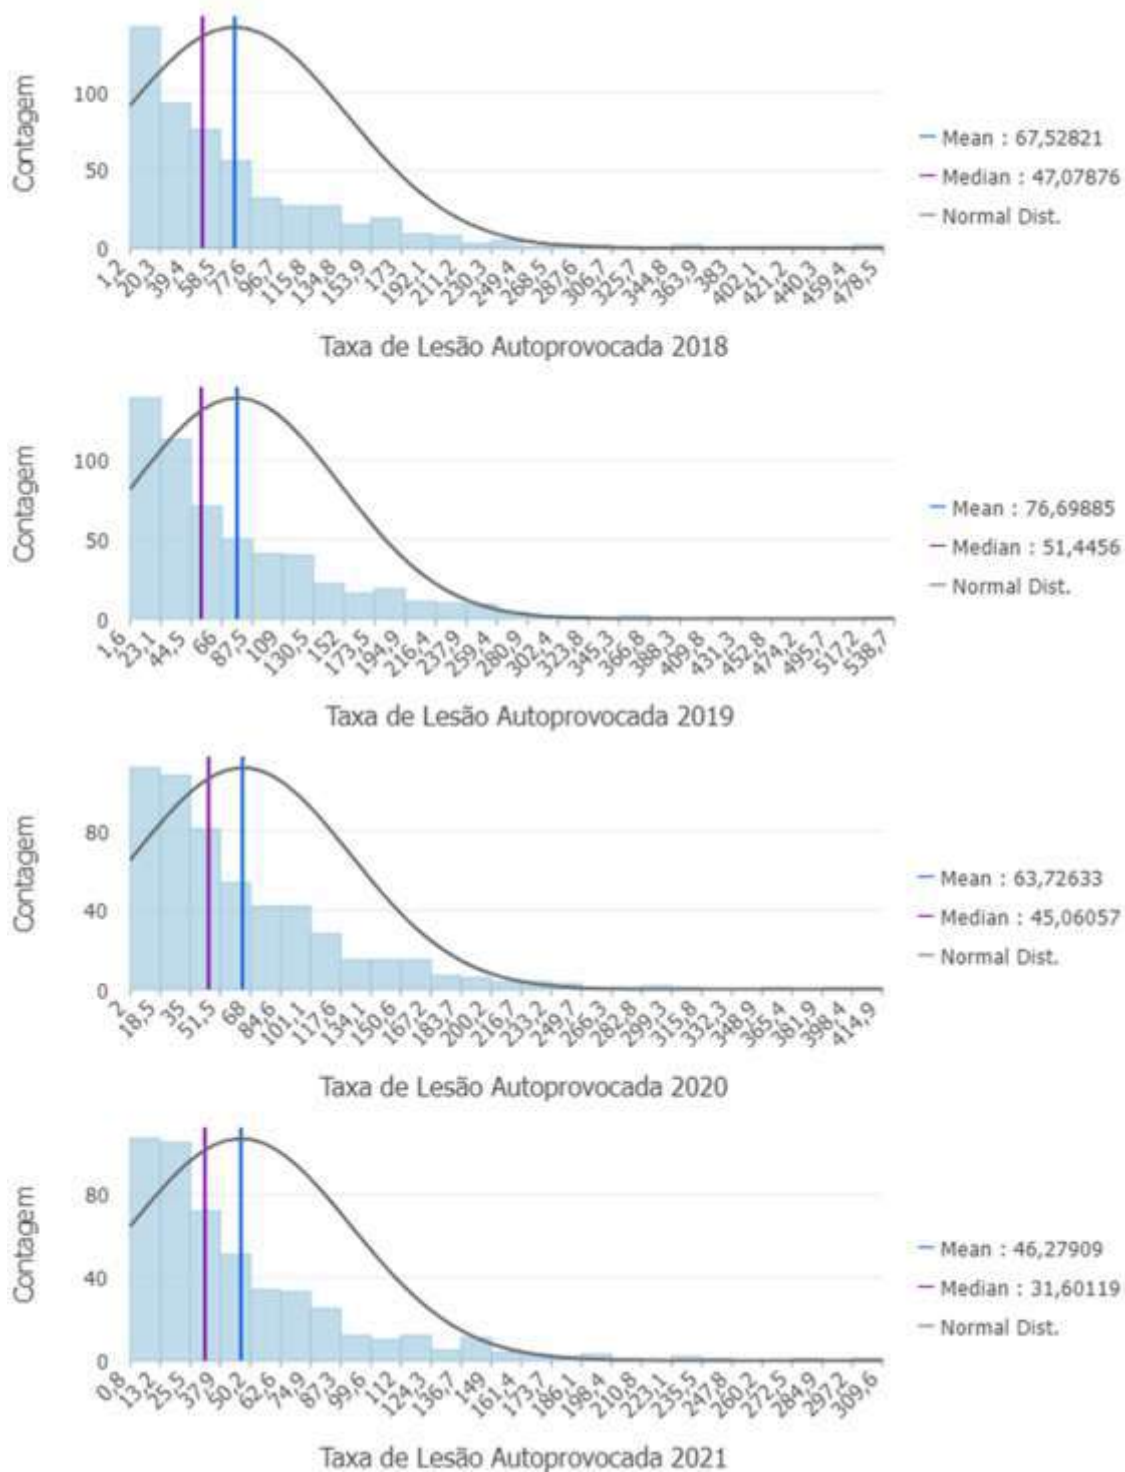 Contagem
100
50
0
1,2 20,3 39,4 58,5 77,6 96,7 115,8 134,8 153,9 173 192,1 211,2 230,3 249,4 268,5 287,6 306,7 325,7 344,8 363,9 383 402,1 421,2 440,3 459,4 478,5
Taxa de Lesão Autoprovocada 2018
Mean : 67,52821
Median : 47,07876
Normal Dist.
Contagem
100
50
0
1,6 23,1 44,5 66 87,5 109 130,5 152 173,5 194,9 216,4 237,9 259,4 280,9 302,4 323,8 345,3 366,8 388,3 409,8 431,3 452,8 474,2 495,7 517,2 538,7
Taxa de Lesão Autoprovocada 2019
Mean : 76,69885
Median : 51,4456
Normal Dist.
Contagem
80
40
0
2 18,5 35 51,5 68 84,6 101,1 117,6 134,1 150,6 167,2 183,7 200,2 216,7 233,2 249,7 266,3 282,8 299,3 315,8 332,3 348,9 365,4 381,9 398,4 414,9
Taxa de Lesão Autoprovocada 2020
Mean : 63,72633
Median : 45,06057
Normal Dist.
Contagem
80
40
0
0,8 13,2 25,5 37,9 50,2 62,6 74,9 87,3 99,6 112 124,3 136,7 149 161,4 173,7 186,1 198,4 210,8 223,1 235,5 247,8 260,2 272,5 284,9 297,2 309,6
Taxa de Lesão Autoprovocada 2021
Mean : 46,27909
Median : 31,60119
Normal Dist.